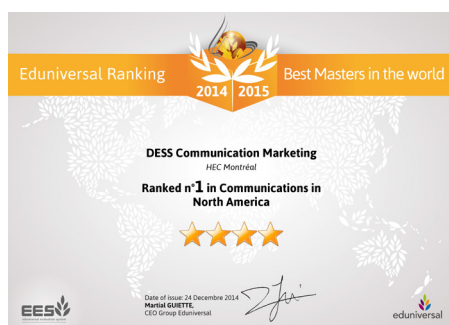 Eduniversal Ranking
2014 2015
Best Masters in the world
DESS Communication Marketing
HEC Montréal
Ranked n°1 in Communications in
North America
Date of issue: 24 Decembre 2014
Martial GUIETTE,
CEO Group Eduniversal
EES
eduniversal